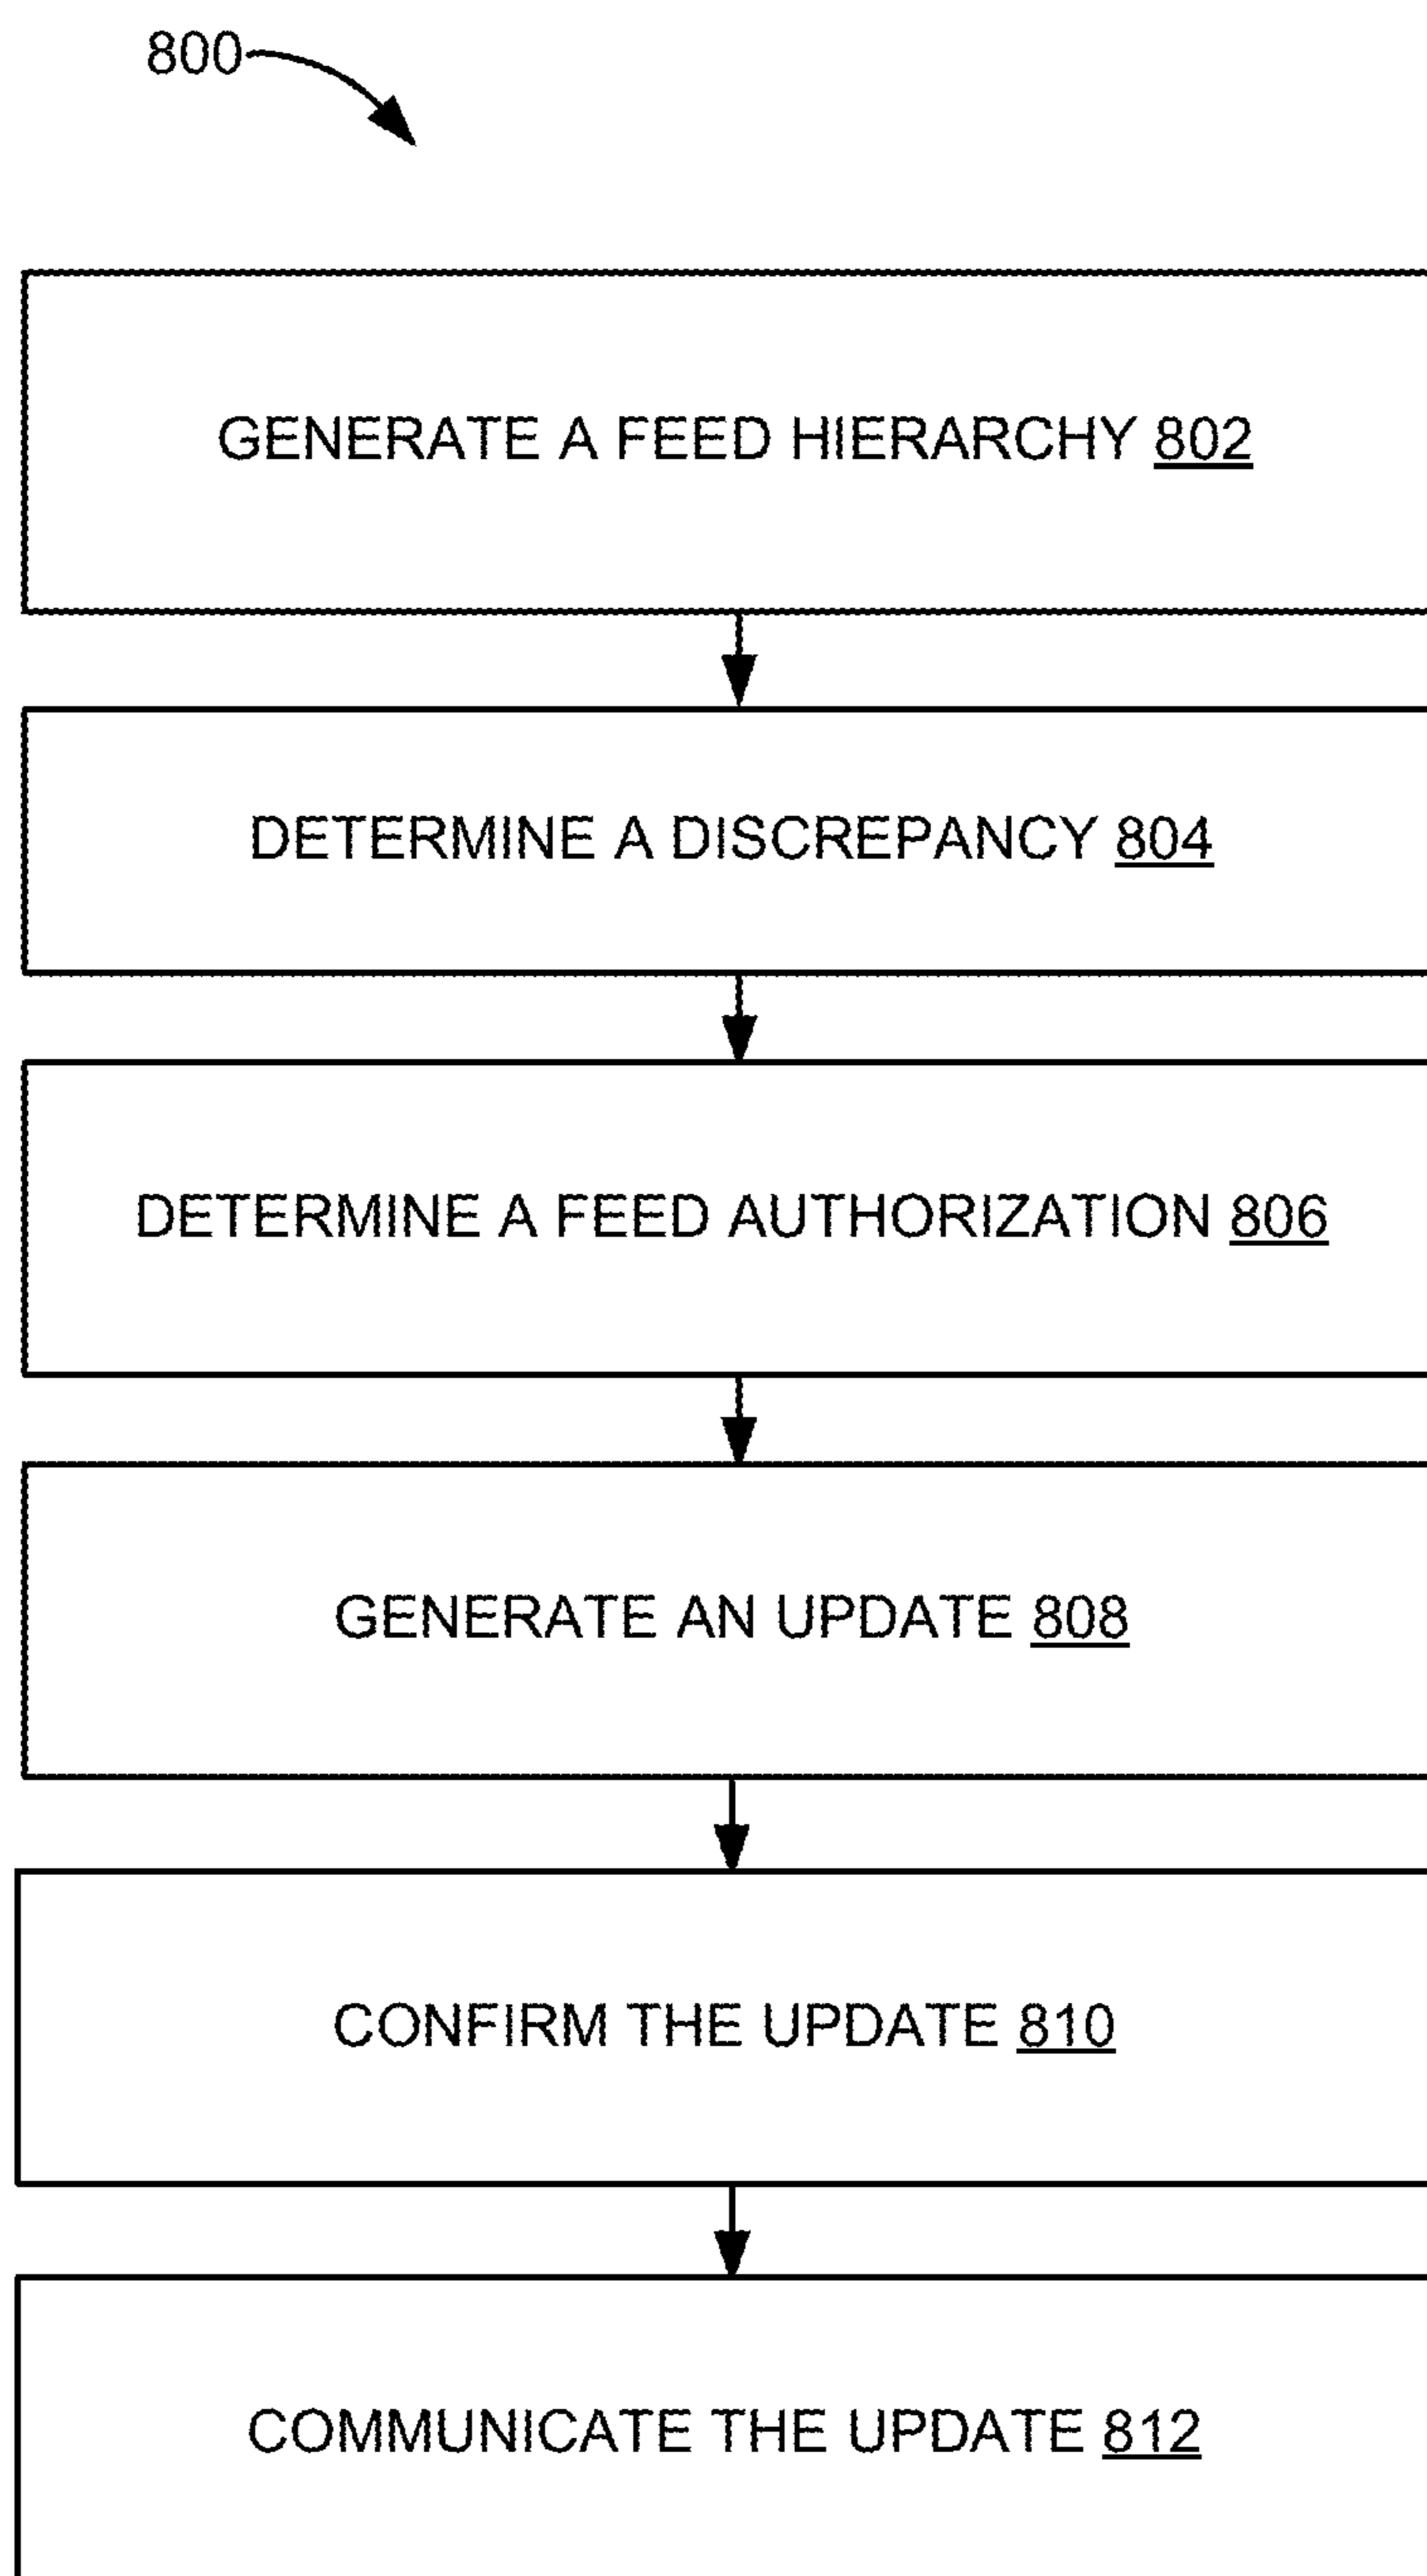 800
GENERATE A FEED HIERARCHY 802
DETERMINE A DISCREPANCY 804
DETERMINE A FEED AUTHORIZATION 806
GENERATE AN UPDATE 808
CONFIRM THE UPDATE 810
COMMUNICATE THE UPDATE 812